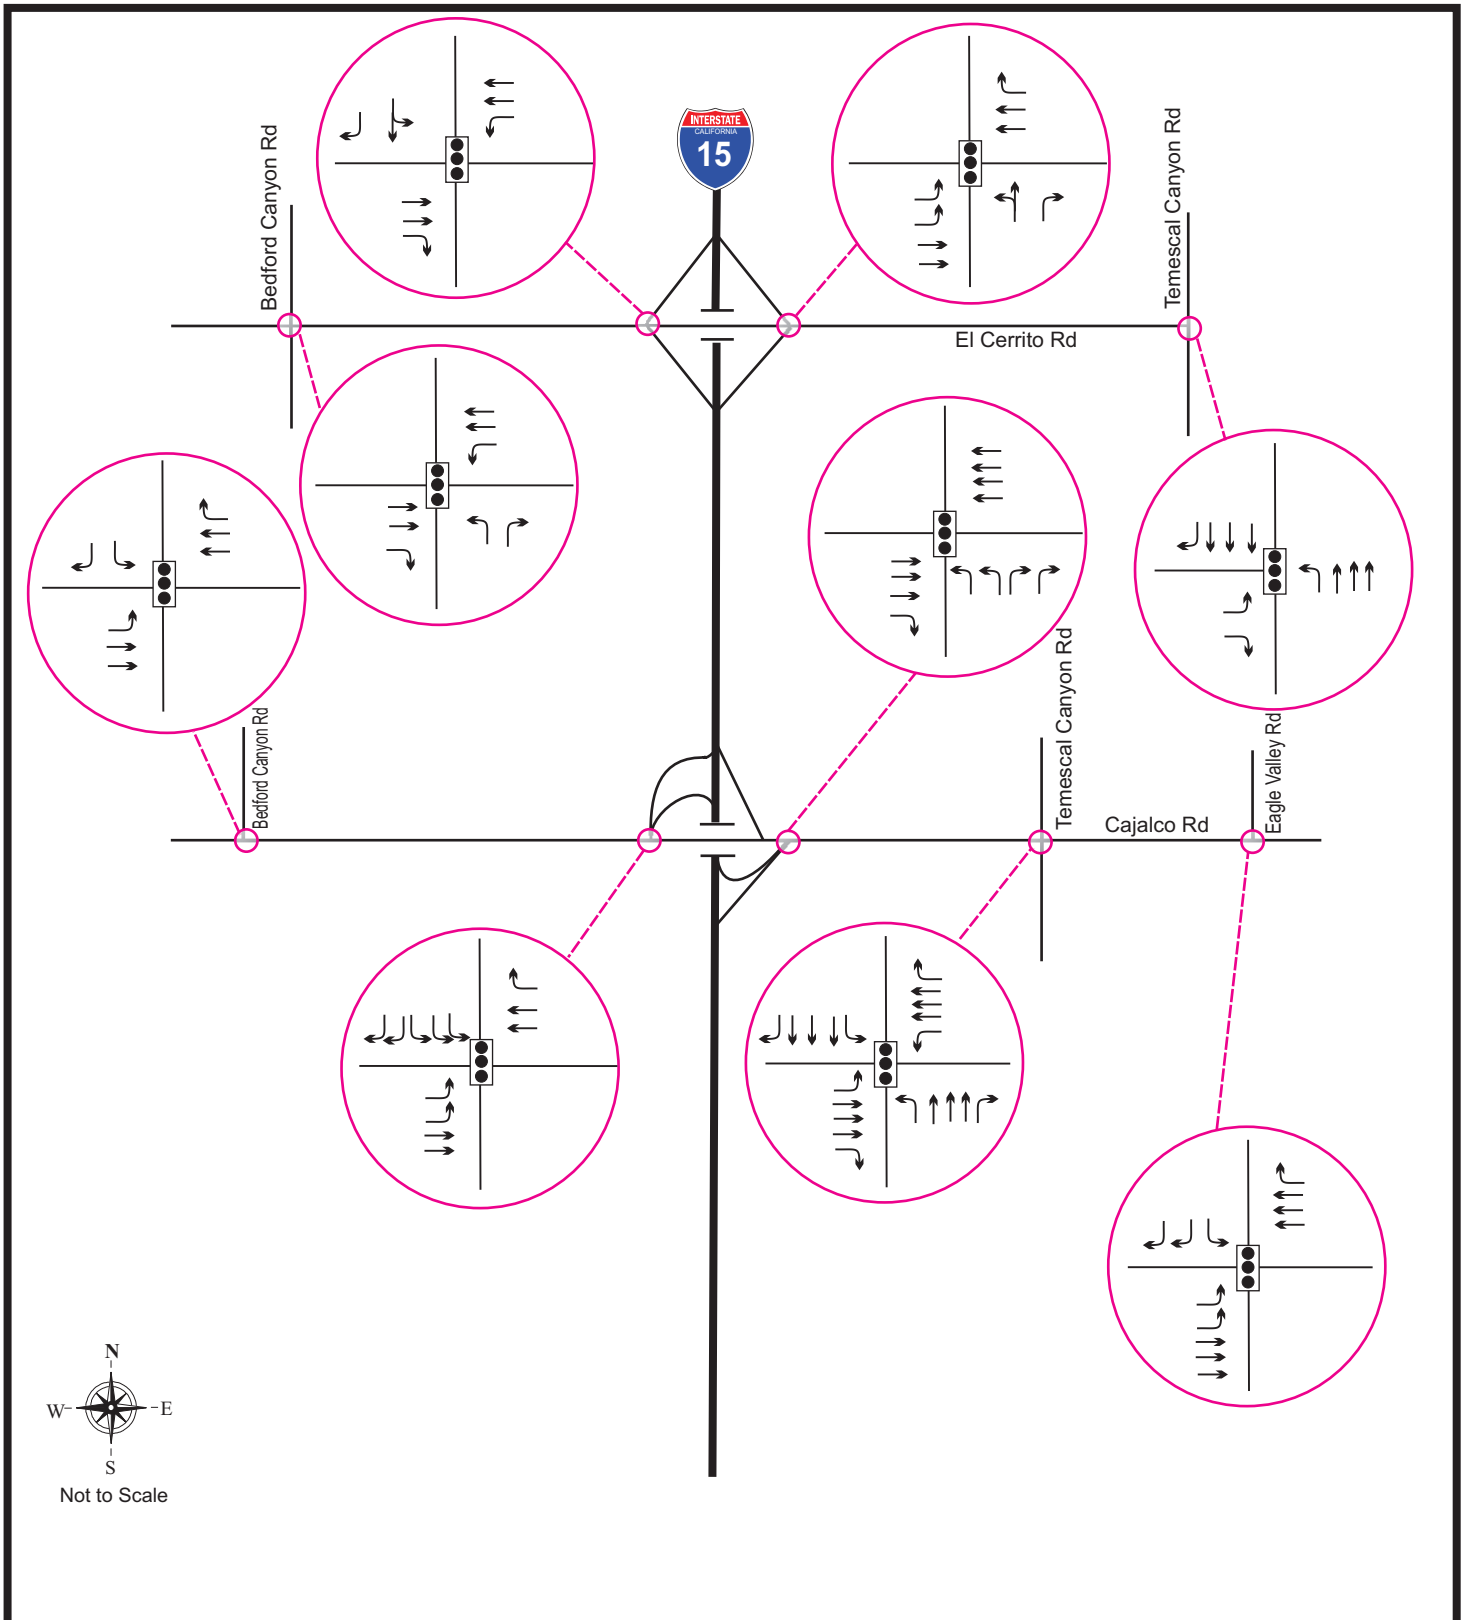 INTERSTATE
CALIFORNIA
15
Bedford Canyon Rd
Temescal Canyon Rd
El Cerrito Rd
Bedford Canyon Rd
Temescal Canyon Rd
Eagle Valley Rd
Cajalco Rd
N
W
E
S
Not to Scale